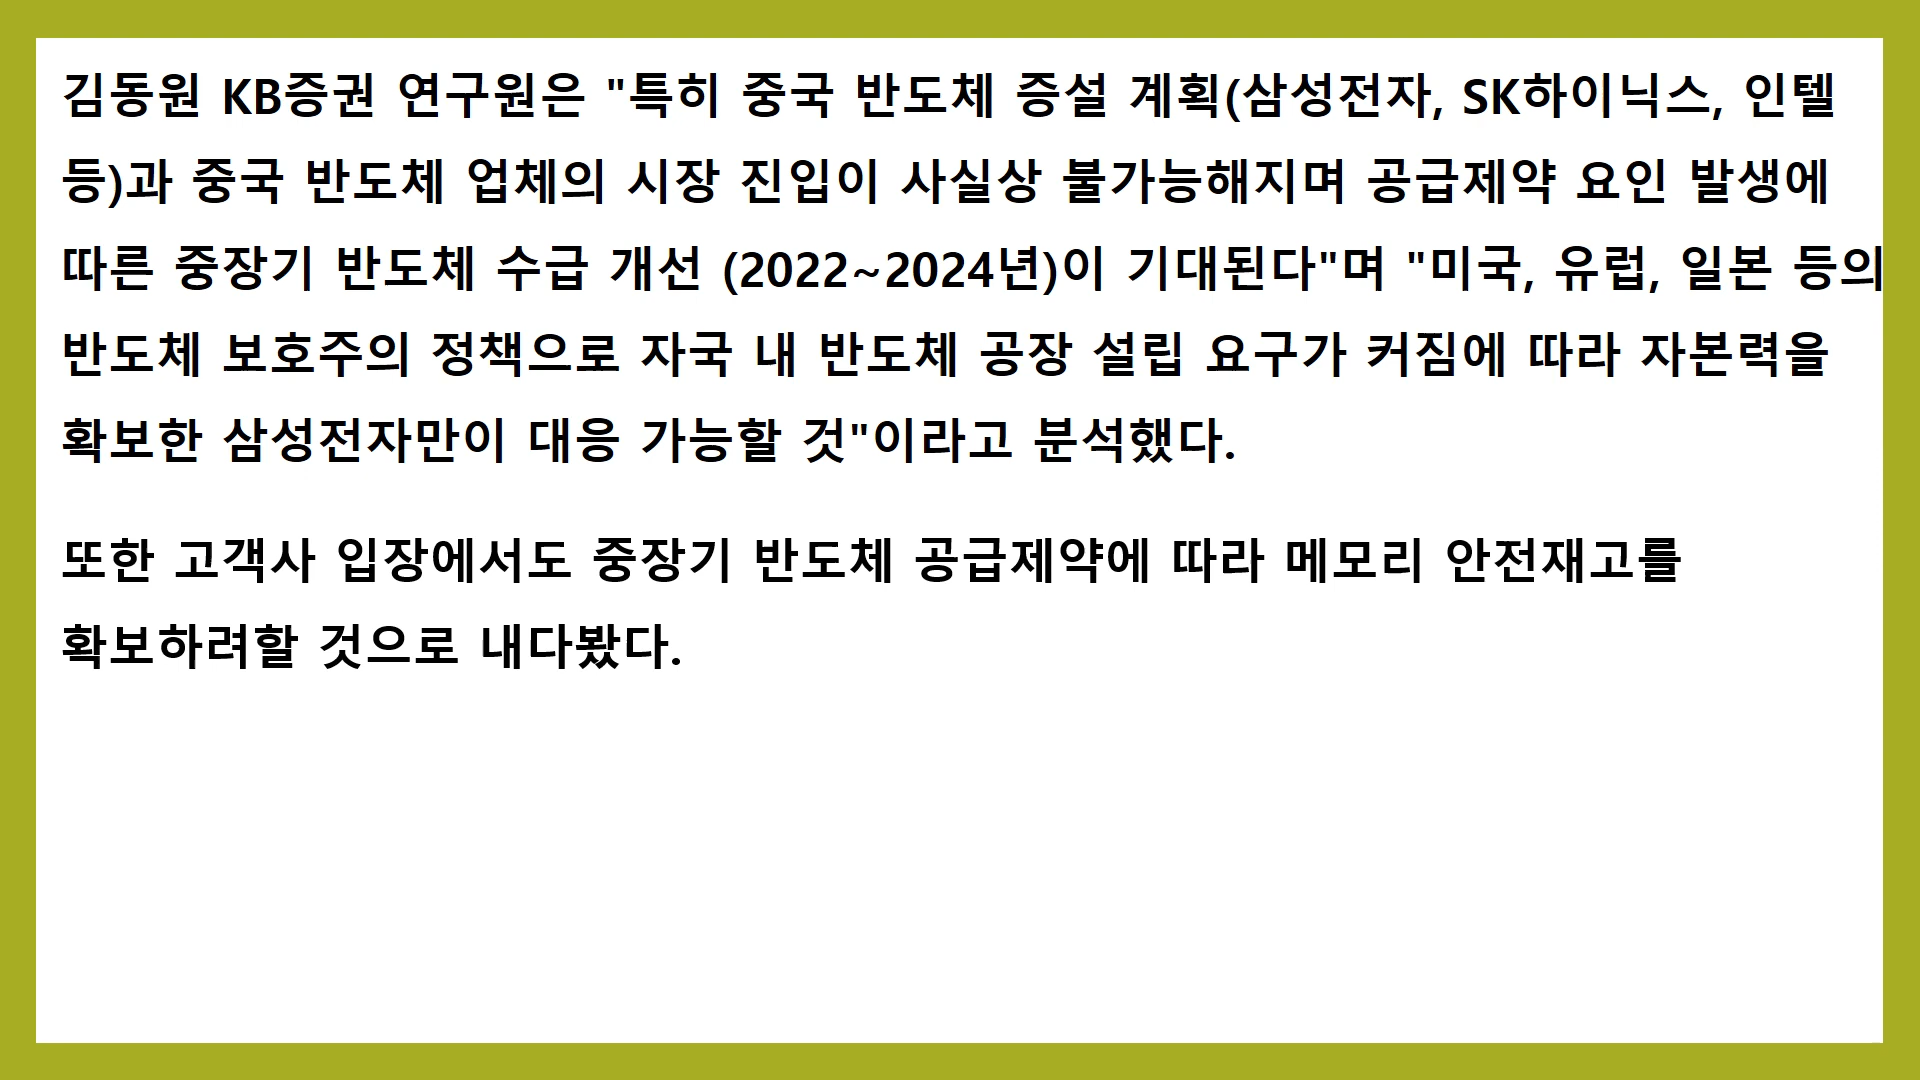 김동원 KB증권 연구원은 "특히 중국 반도체 증설 계획(삼성전자, SK하이닉스, 인텔
등)과 중국 반도체 업체의 시장 진입이 사실상 불가능해지며 공급제약 요인 발생에
따른 중장기 반도체 수급 개선 (2022~2024년)이 기대된다"며 "미국, 유럽, 일본 등의
반도체 보호주의 정책으로 자국 내 반도체 공장 설립 요구가 커짐에 따라 자본력을
확보한 삼성전자만이 대응 가능할 것"이라고 분석했다.
또한 고객사 입장에서도 중장기 반도체 공급제약에 따라 메모리 안전재고를
확보하려할 것으로 내다봤다.